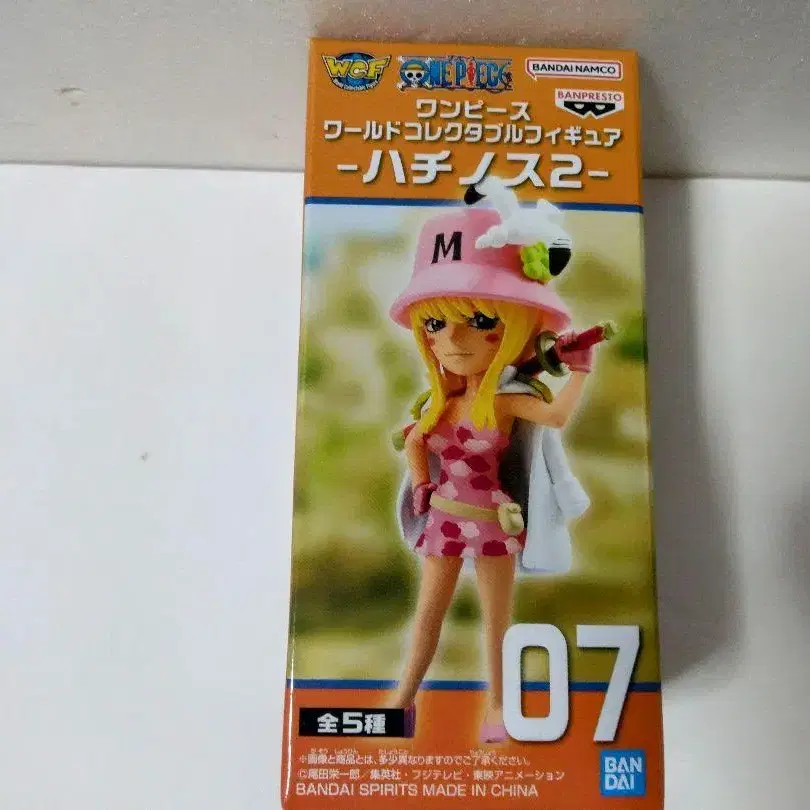 WCF ONE PIECE BANDAI NAMCO
BANPRESTO
ワンピース
ワールドコレクタブルフィギュア
-ハチノス2-
M
07
全5種
※画像と商品とは、多少異なりますのでご了承ください。
©尾田栄一郎/集英社・フジテレビ・東映アニメーション
BANDAI SPIRITS MADE IN CHINA
BAN
DAI